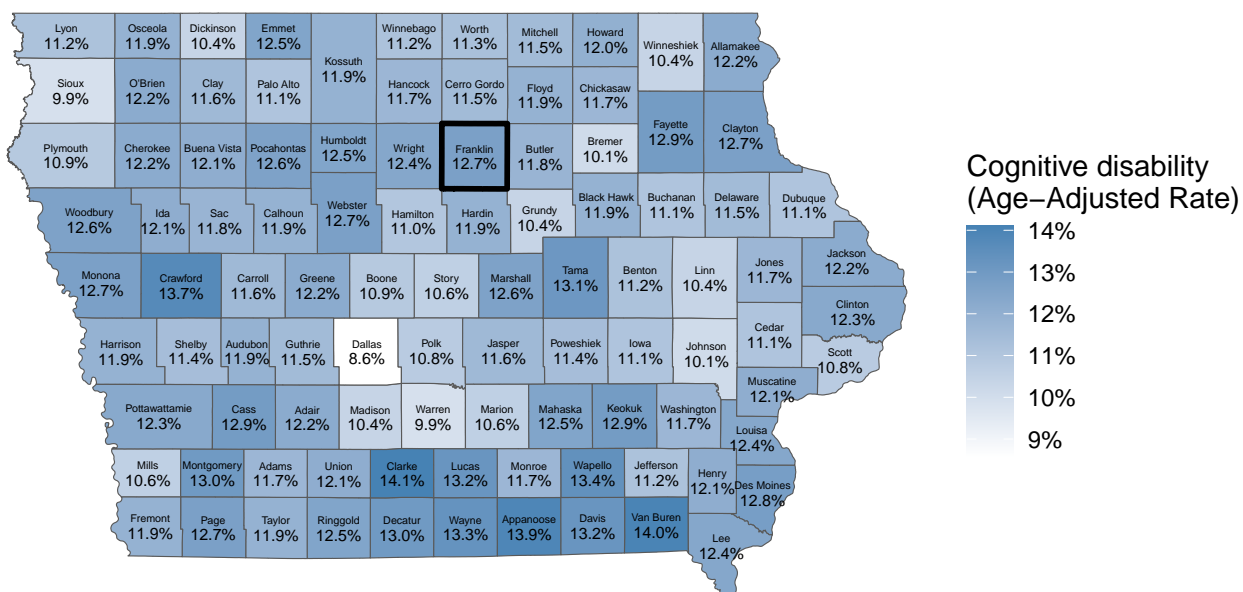 Lyon
11.2%
Osceola
11.9%
Dickinson
10.4%
Emmet
12.5%
Kossuth
11.9%
Winnebago
11.2%
Worth
11.3%
Mitchell
11.5%
Howard
12.0%
Winneshiek
10.4%
Allamakee
12.2%
Sioux
9.9%
O'Brien
12.2%
Clay
11.6%
Palo Alto
11.1%
Hancock
11.7%
Cerro Gordo
11.5%
Floyd
11.9%
Chickasaw
11.7%
Plymouth
10.9%
Cherokee
12.2%
Buena Vista
12.1%
Pocahontas
12.6%
Humboldt
12.5%
Wright
12.4%
Franklin
12.7%
Butler
11.8%
Bremer
10.1%
Fayette
12.9%
Clayton
12.7%
Woodbury
12.6%
Ida
12.1%
Sac
11.8%
Calhoun
11.9%
Webster
12.7%
Hamilton
11.0%
Hardin
11.9%
Grundy
10.4%
Black Hawk
11.9%
Buchanan
11.1%
Delaware
11.5%
Dubuque
11.1%
Monona
12.7%
Crawford
13.7%
Carroll
11.6%
Greene
12.2%
Boone
10.9%
Story
10.6%
Marshall
12.6%
Tama
13.1%
Benton
11.2%
Linn
10.4%
Jones
11.7%
Jackson
12.2%
Clinton
12.3%
Harrison
11.9%
Shelby
11.4%
Audubon
11.9%
Guthrie
11.5%
Dallas
8.6%
Polk
10.8%
Jasper
11.6%
Poweshiek
11.4%
Iowa
11.1%
Johnson
10.1%
Cedar
11.1%
Scott
10.8%
Muscatine
12.1%
Pottawattamie
12.3%
Cass
12.9%
Adair
12.2%
Madison
10.4%
Warren
9.9%
Marion
10.6%
Mahaska
12.5%
Keokuk
12.9%
Washington
11.7%
Louisa
12.4%
Mills
10.6%
Montgomery
13.0%
Adams
11.7%
Union
12.1%
Clarke
14.1%
Lucas
13.2%
Monroe
11.7%
Wapello
13.4%
Jefferson
11.2%
Henry
12.1%
Des Moines
12.8%
Fremont
11.9%
Page
12.7%
Taylor
11.9%
Ringgold
12.5%
Decatur
13.0%
Wayne
13.3%
Appanoose
13.9%
Davis
13.2%
Van Buren
14.0%
Lee
12.4%
Cognitive disability
(Age−Adjusted Rate)
14%
13%
12%
11%
10%
9%